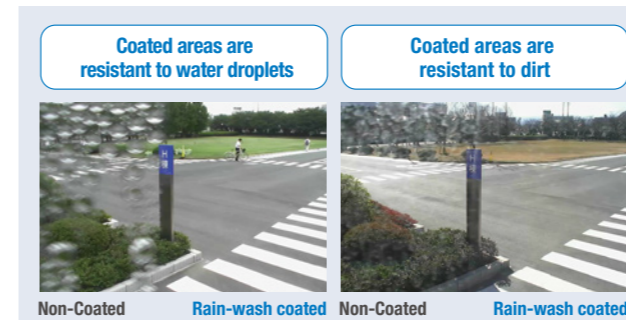 Coated areas are
resistant to water droplets
Coated areas are
resistant to dirt
H
Non-Coated
Rain-wash coated
Non-Coated
Rain-wash coated